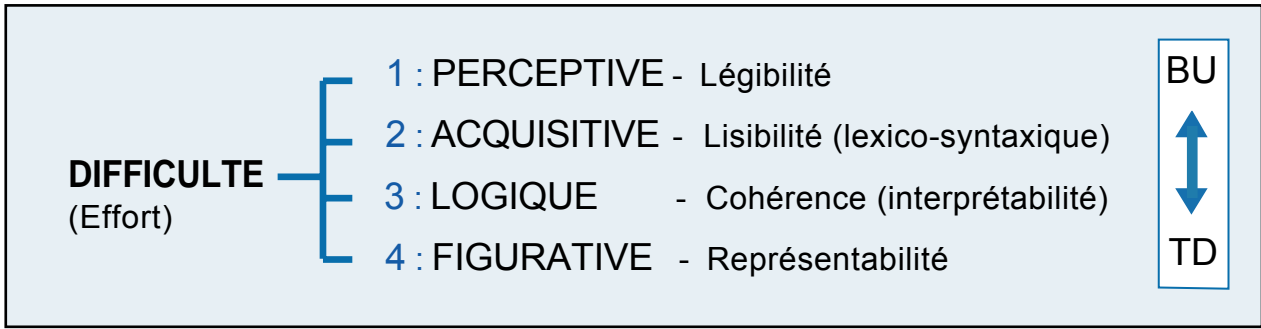 1 : PERCEPTIVE - Légibilité
2 : ACQUISITIVE - Lisibilité (lexico-syntaxique)
DIFFICULTE
(Effort)
3 : LOGIQUE - Cohérence (interprétabilité)
4 : FIGURATIVE - Représentabilité
BU
TD